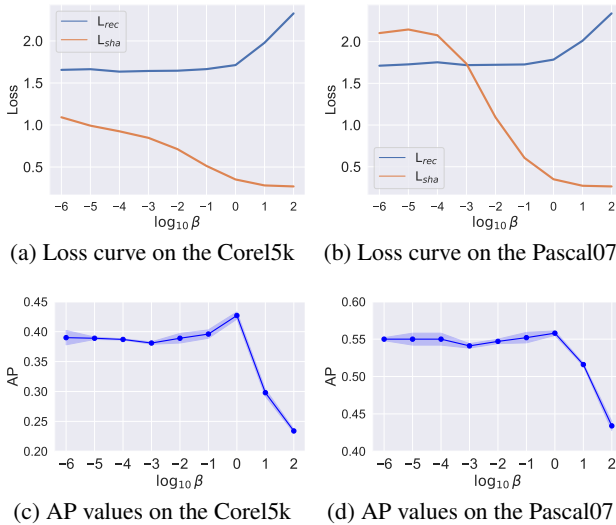 L_rec
L_sha
2.0
1.5
1.0
0.5
Loss
-6 -5 -4 -3 -2 -1 0 1 2
log₁₀ β
(a) Loss curve on the Corel5k
2.0
1.5
1.0
0.5
Loss
L_rec
L_sha
-6 -5 -4 -3 -2 -1 0 1 2
log₁₀ β
(b) Loss curve on the Pascal07
0.45
0.40
0.35
0.30
0.25
0.20
AP
-6 -5 -4 -3 -2 -1 0 1 2
log₁₀ β
(c) AP values on the Corel5k
0.60
0.55
0.50
0.45
0.40
AP
-6 -5 -4 -3 -2 -1 0 1 2
log₁₀ β
(d) AP values on the Pascal07